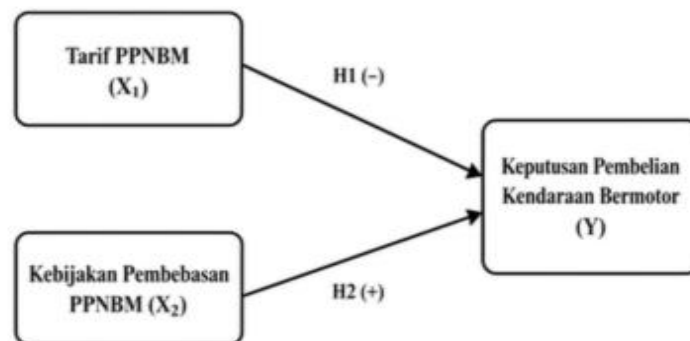 Tarif PPNBM
(X₁)
H1 (–)
Keputusan Pembelian
Kendaraan Bermotor
(Y)
Kebijakan Pembebasan
PPNBM (X₂)
H2 (+)